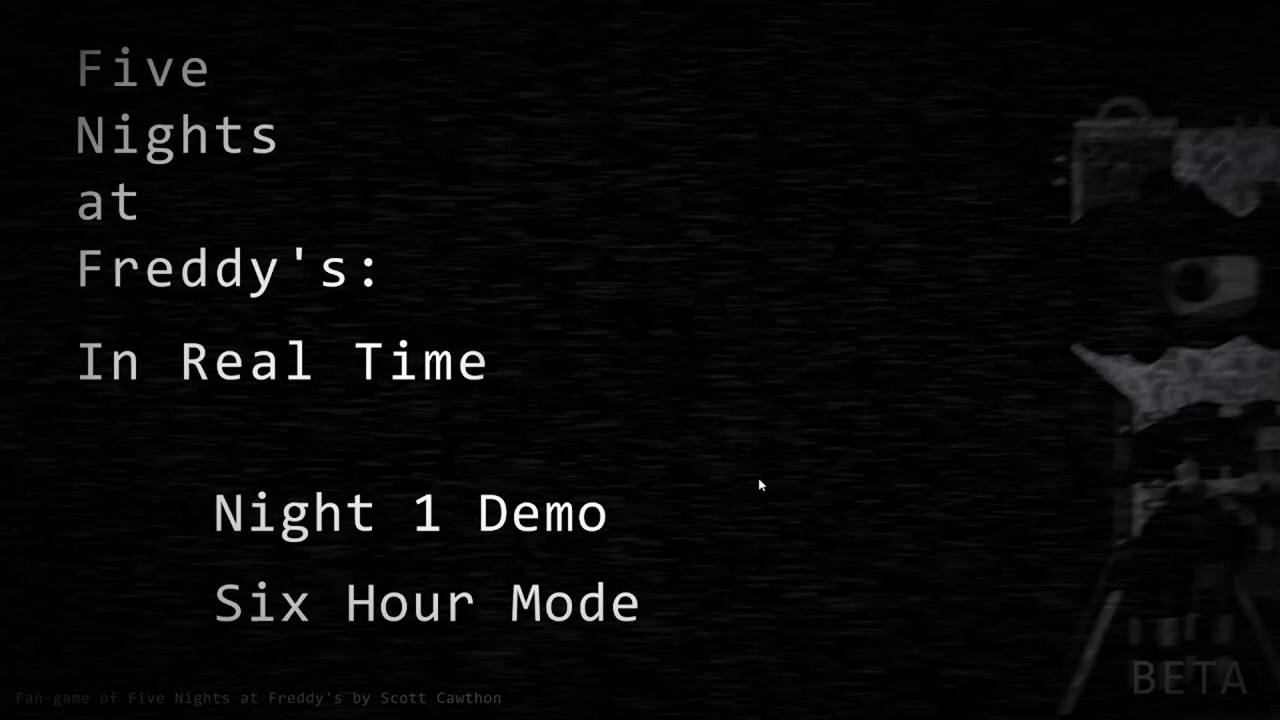 Five
Nights
at
Freddy's:
In Real Time
Night 1 Demo
Six Hour Mode
Fan-game of Five Nights at Freddy's by Scott Cawthon
BETA